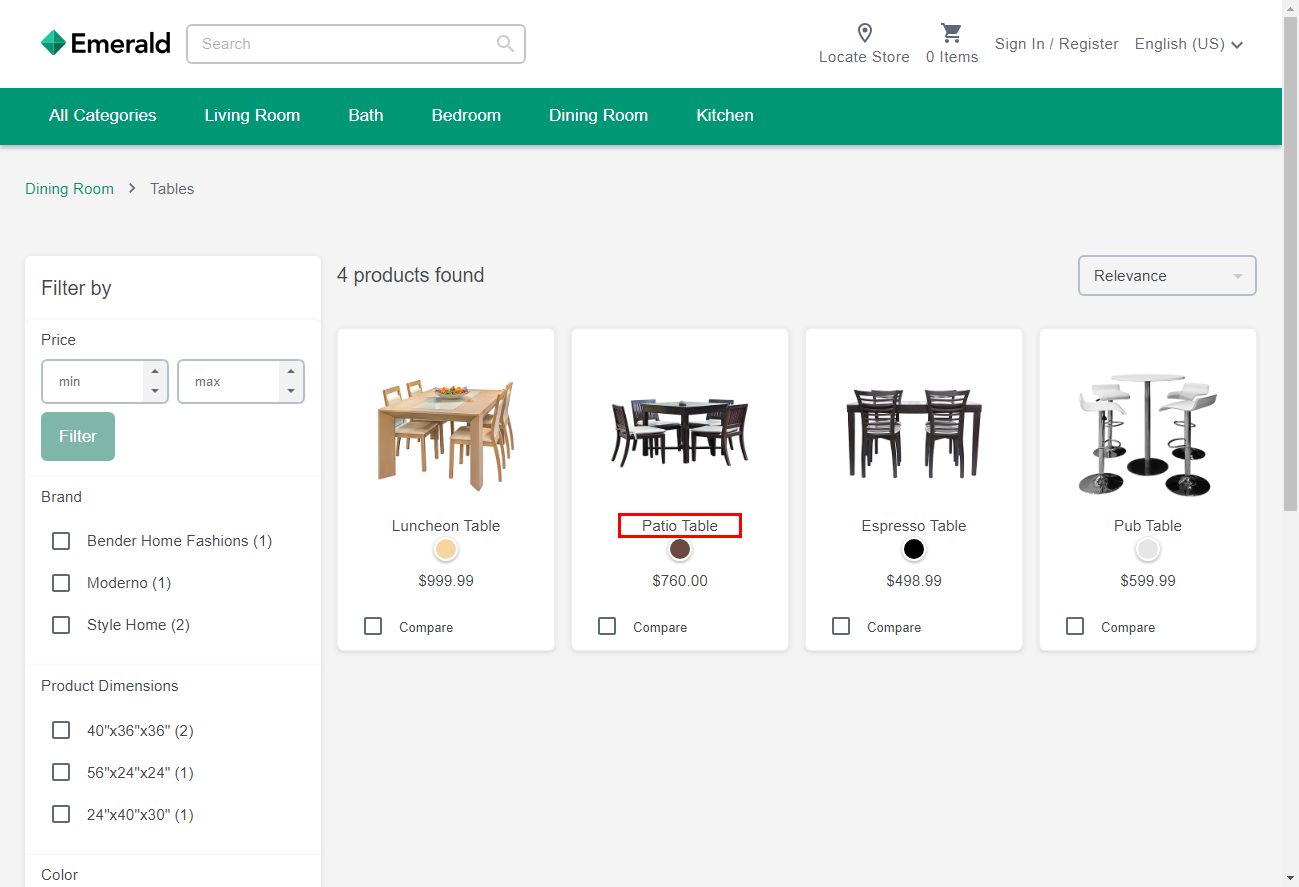 Emerald
Search
Locate Store
0 Items
Sign In / Register
English (US)
All Categories
Living Room
Bath
Bedroom
Dining Room
Kitchen
Dining Room
Tables
Filter by
Price
min
max
Filter
Brand
Bender Home Fashions (1)
Moderno (1)
Style Home (2)
Product Dimensions
40"x36"x36" (2)
56"x24"x24" (1)
24"x40"x30" (1)
Color
4 products found
Relevance
Luncheon Table
$999.99
Compare
Patio Table
$760.00
Compare
Espresso Table
$498.99
Compare
Pub Table
$599.99
Compare